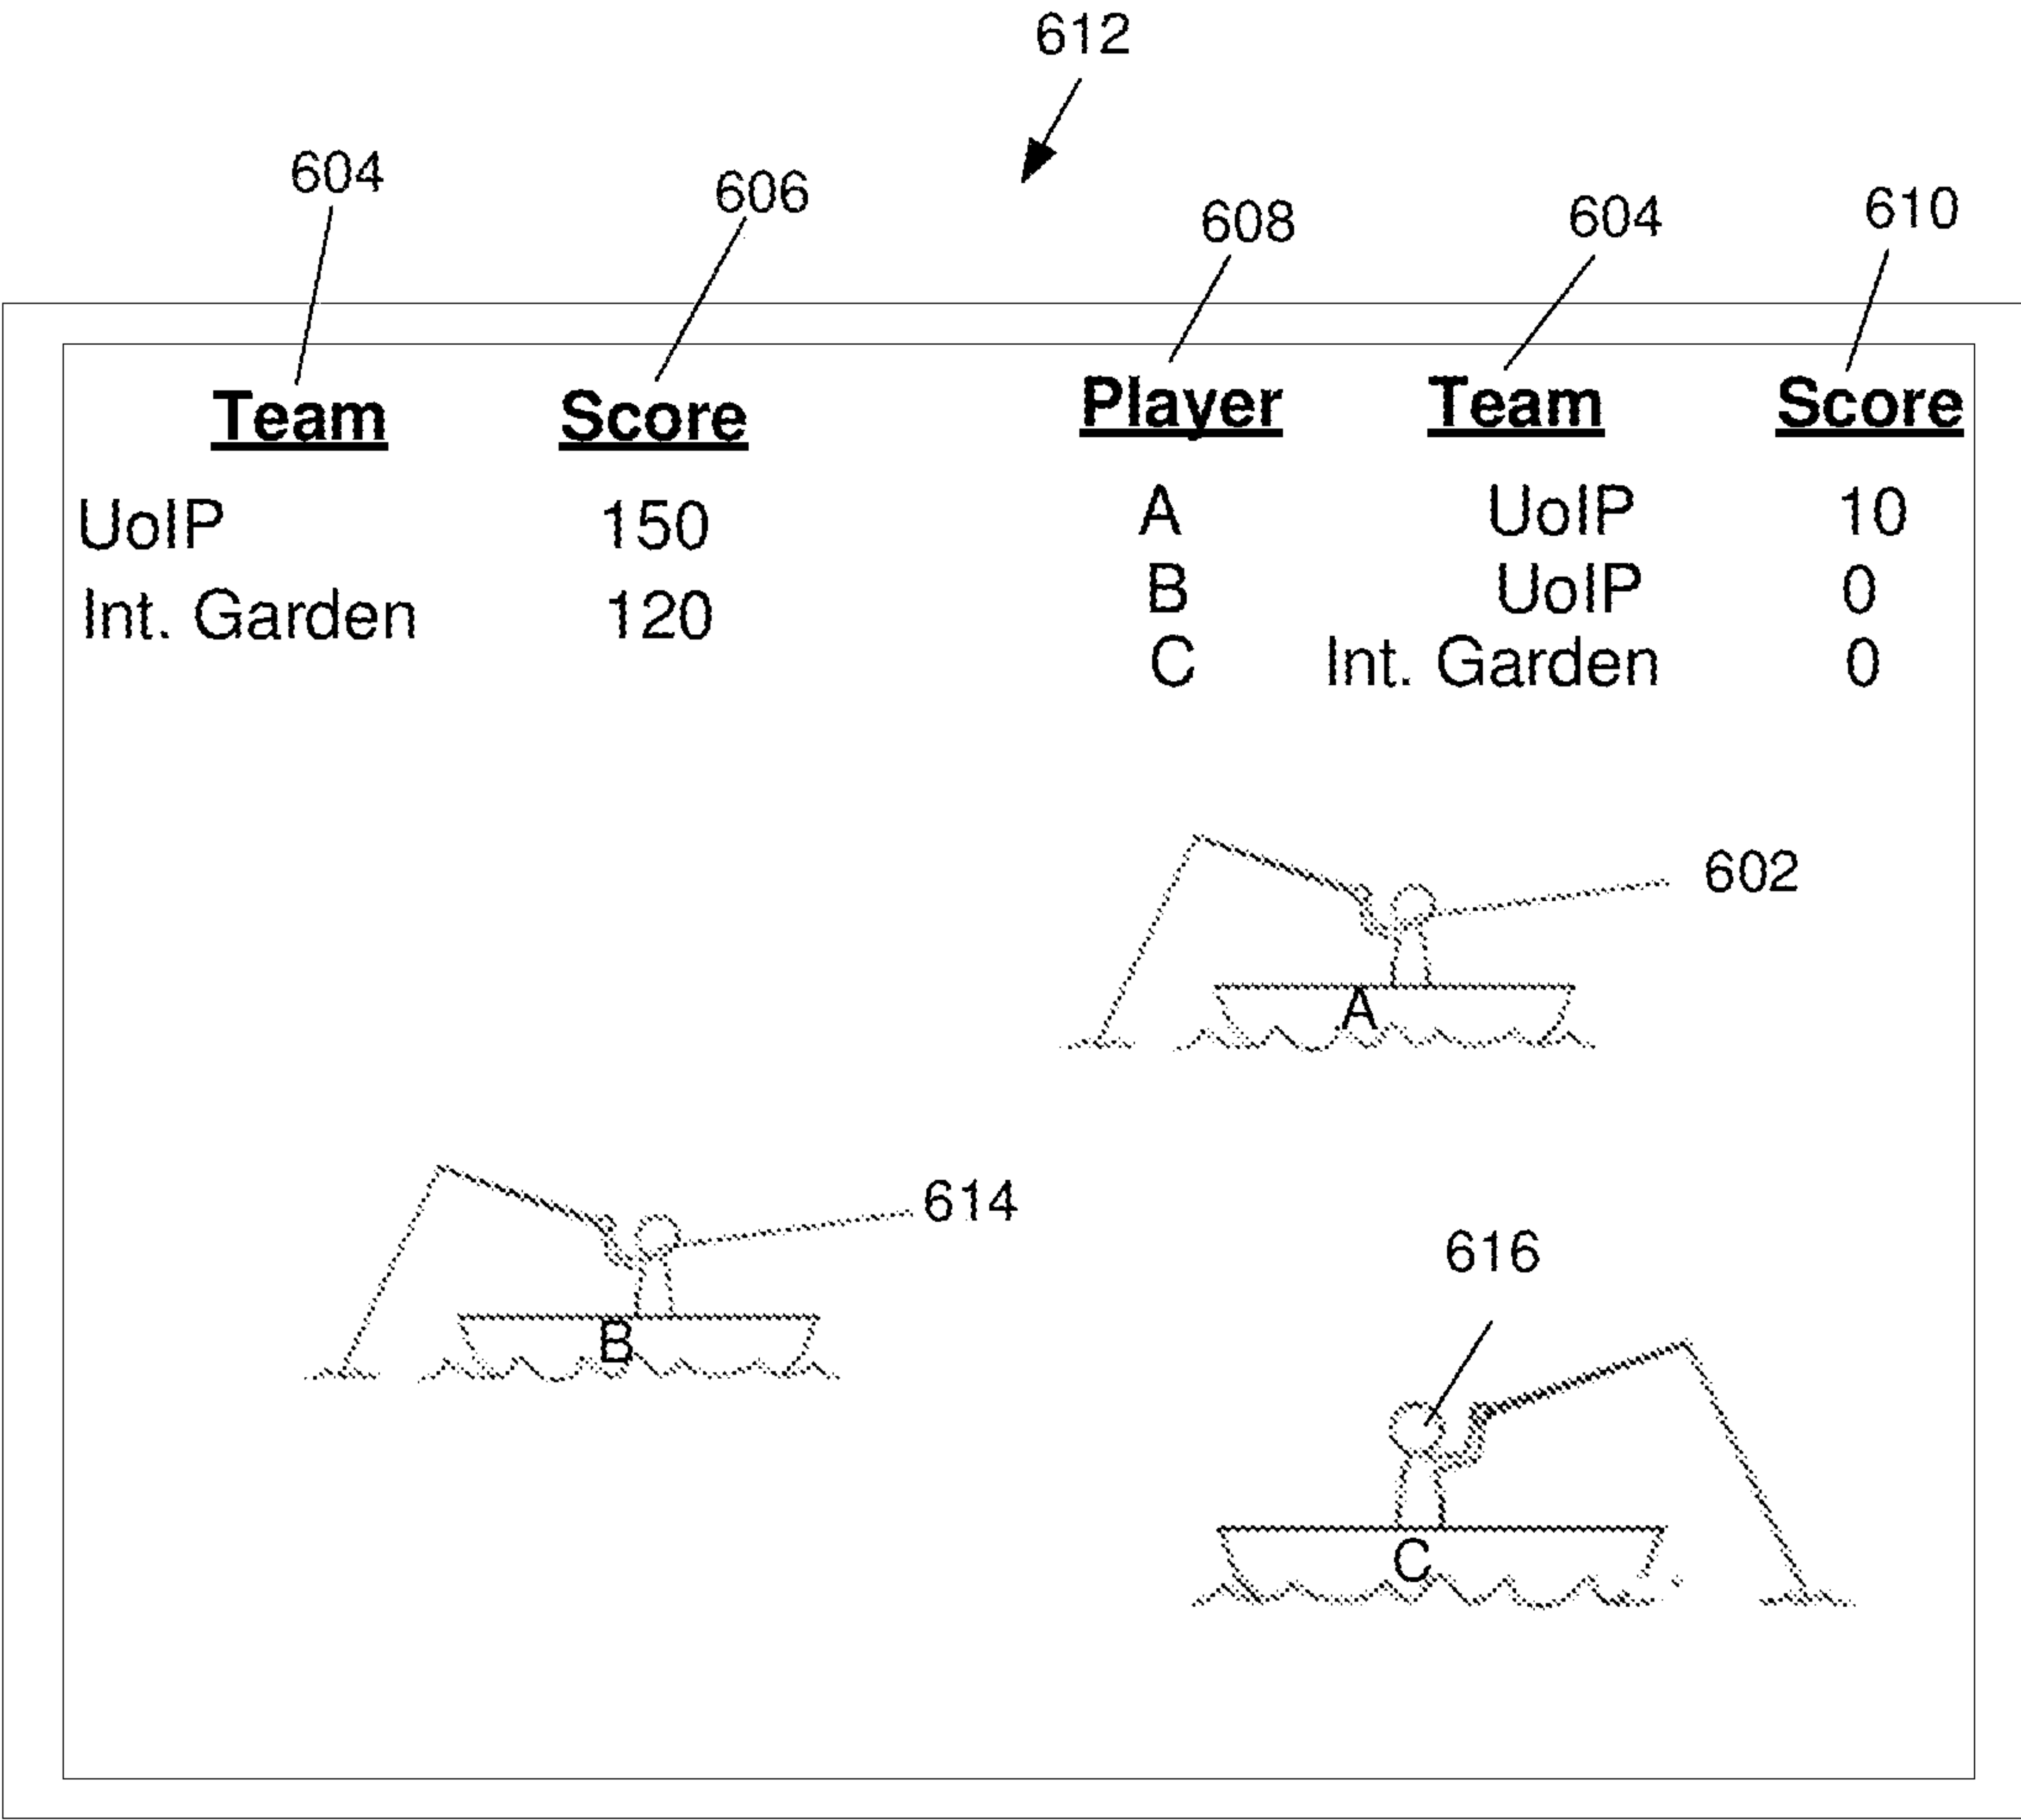 612
604 606 608 604 610
Team Score Player Team Score
UoIP 150 A UoIP 10
Int. Garden 120 B UoIP 0
C Int. Garden 0
602
A
614
B
616
C